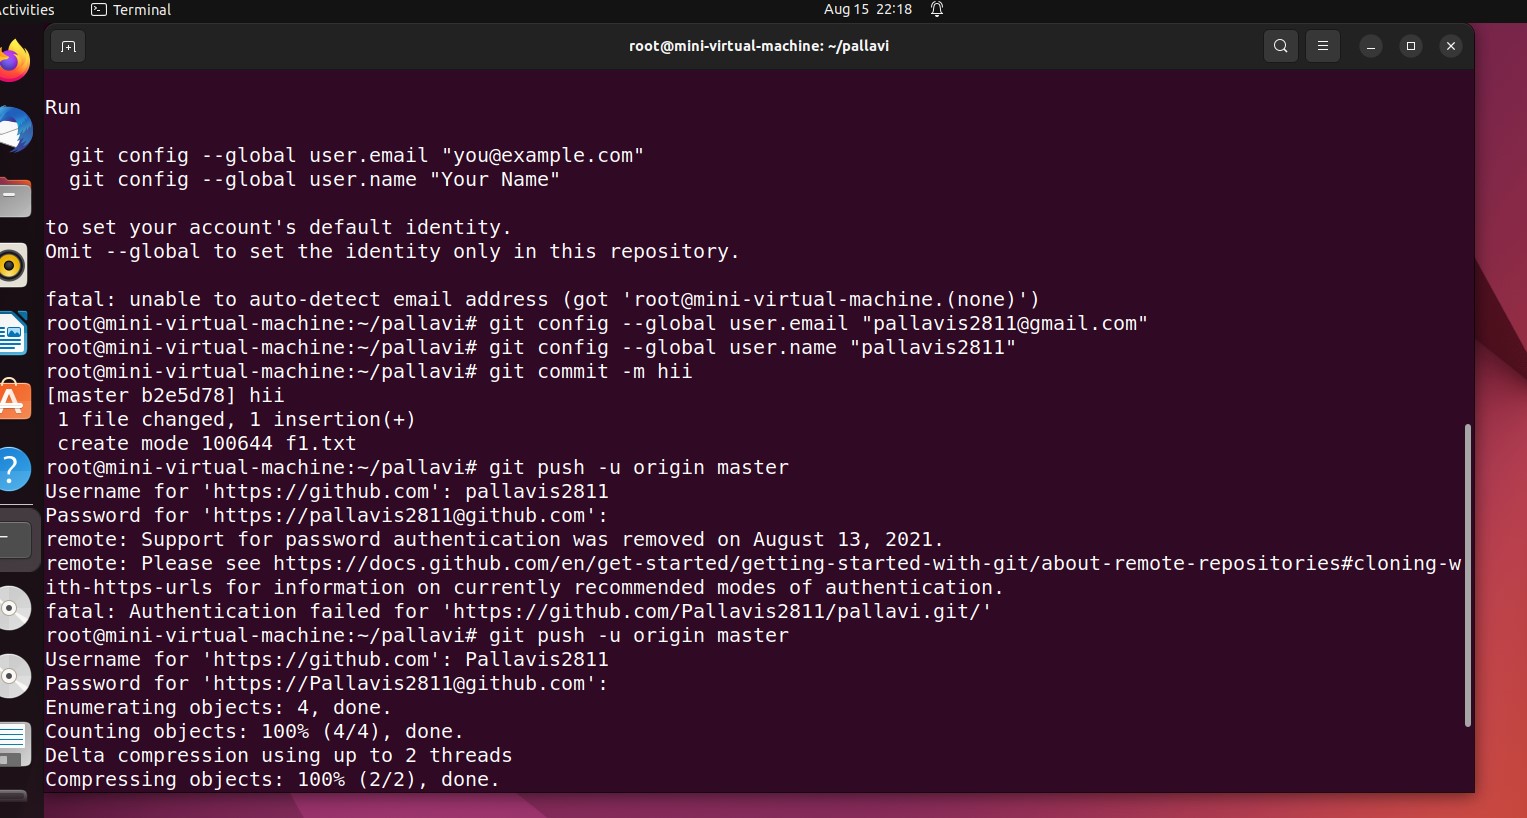 ctivities
Terminal
Aug 15 22:18
root@mini-virtual-machine: ~/pallavi
Run
git config --global user.email "you@example.com"
git config --global user.name "Your Name"
to set your account's default identity.
Omit --global to set the identity only in this repository.
fatal: unable to auto-detect email address (got 'root@mini-virtual-machine.(none)')
root@mini-virtual-machine:~/pallavi# git config --global user.email "pallavis2811@gmail.com"
root@mini-virtual-machine:~/pallavi# git config --global user.name "pallavis2811"
root@mini-virtual-machine:~/pallavi# git commit -m hii
[master b2e5d78] hii
1 file changed, 1 insertion(+)
create mode 100644 f1.txt
root@mini-virtual-machine:~/pallavi# git push -u origin master
Username for 'https://github.com': pallavis2811
Password for 'https://pallavis2811@github.com':
remote: Support for password authentication was removed on August 13, 2021.
remote: Please see https://docs.github.com/en/get-started/getting-started-with-git/about-remote-repositories#cloning-w
ith-https-urls for information on currently recommended modes of authentication.
fatal: Authentication failed for 'https://github.com/Pallavis2811/pallavi.git/'
root@mini-virtual-machine:~/pallavi# git push -u origin master
Username for 'https://github.com': Pallavis2811
Password for 'https://Pallavis2811@github.com':
Enumerating objects: 4, done.
Counting objects: 100% (4/4), done.
Delta compression using up to 2 threads
Compressing objects: 100% (2/2), done.